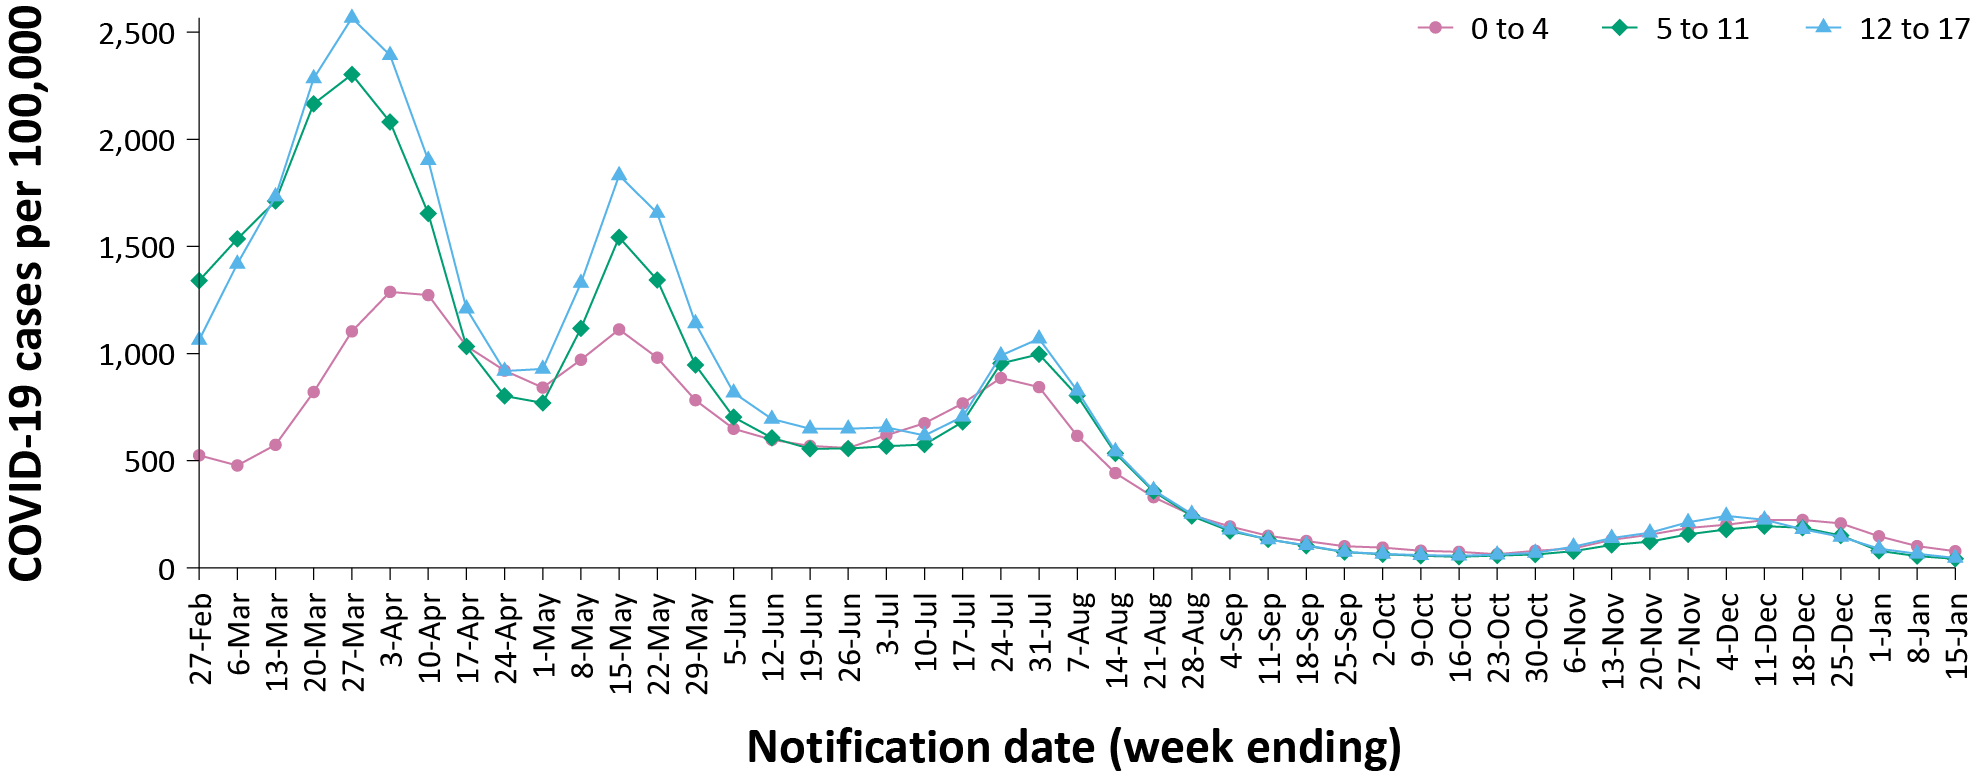 COVID-19 cases per 100,000
2,500
2,000
1,500
1,000
500
0
0 to 4
5 to 11
12 to 17
27-Feb
6-Mar
13-Mar
20-Mar
27-Mar
3-Apr
10-Apr
17-Apr
24-Apr
1-May
8-May
15-May
22-May
29-May
5-Jun
12-Jun
19-Jun
26-Jun
3-Jul
10-Jul
17-Jul
24-Jul
31-Jul
7-Aug
14-Aug
21-Aug
28-Aug
4-Sep
11-Sep
18-Sep
25-Sep
2-Oct
9-Oct
16-Oct
23-Oct
30-Oct
6-Nov
13-Nov
20-Nov
27-Nov
4-Dec
11-Dec
18-Dec
25-Dec
1-Jan
8-Jan
15-Jan
Notification date (week ending)